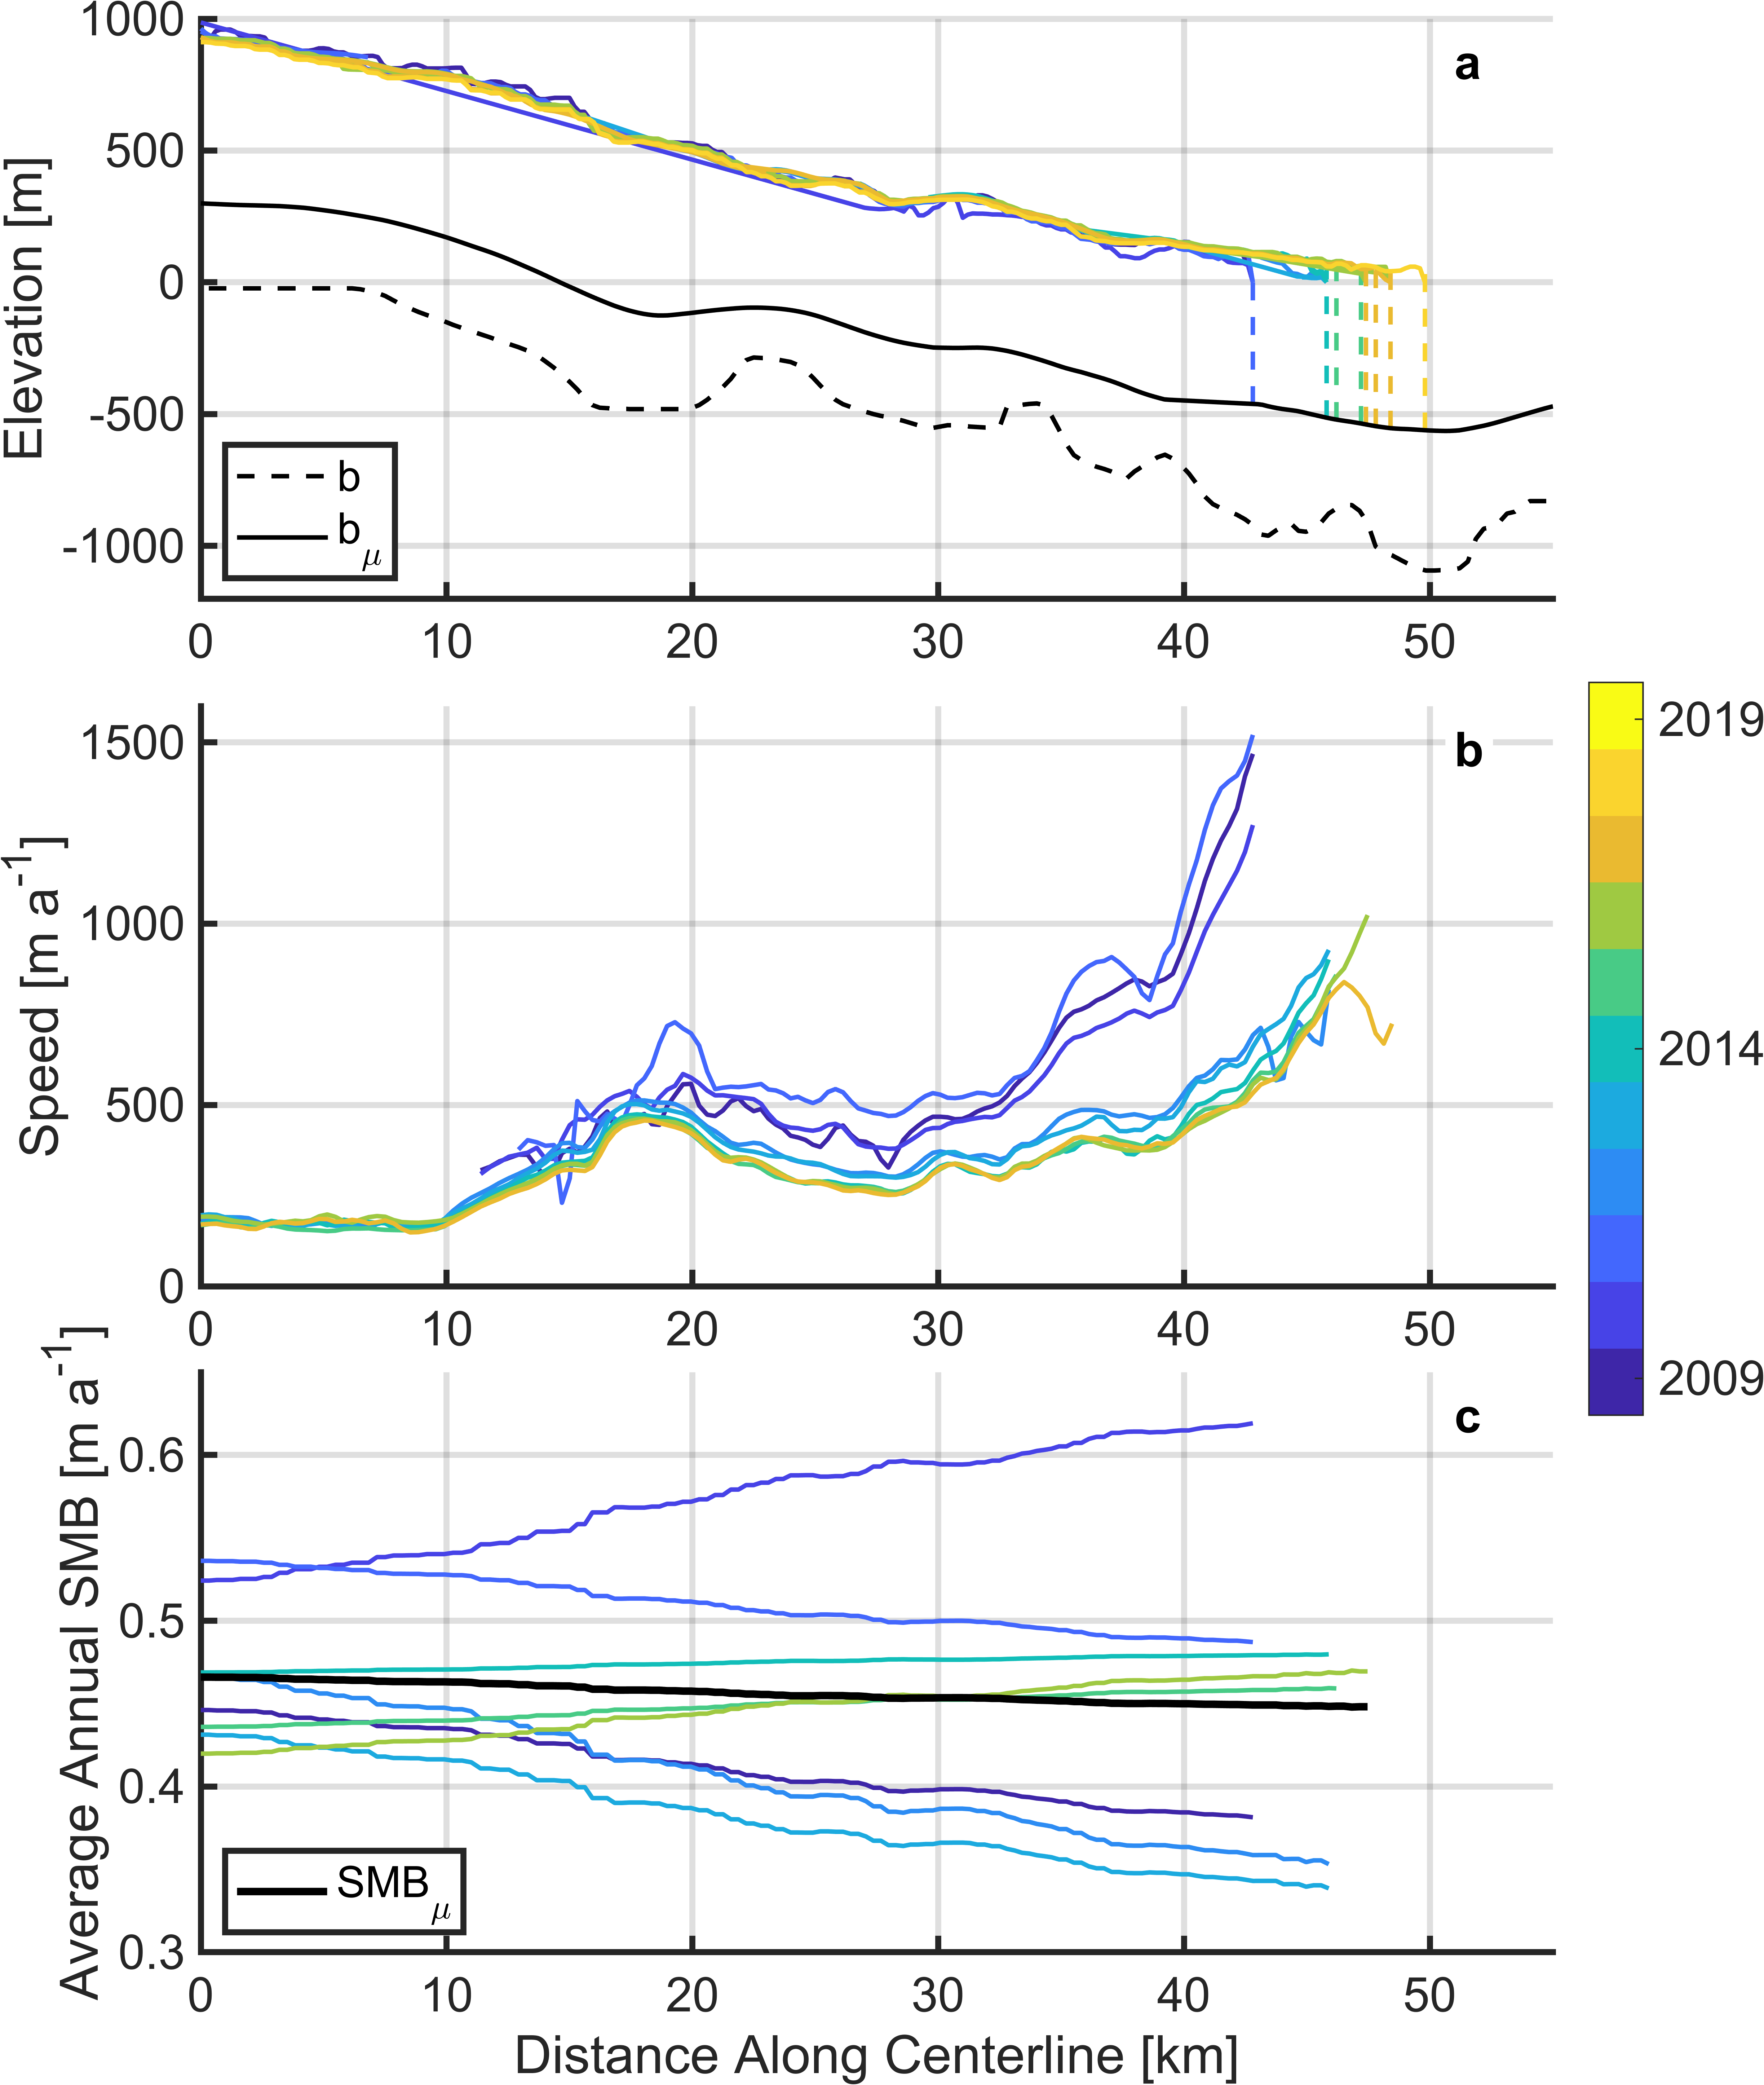 a
Elevation [m]
1000
500
0
-500
-1000
b
bμ
0 10 20 30 40 50
b
Speed [m a-1]
1500
1000
500
0
0 10 20 30 40 50
2019
2014
2009
c
Average Annual SMB [m a-1]
0.6
0.5
0.4
0.3
SMBμ
0 10 20 30 40 50
Distance Along Centerline [km]